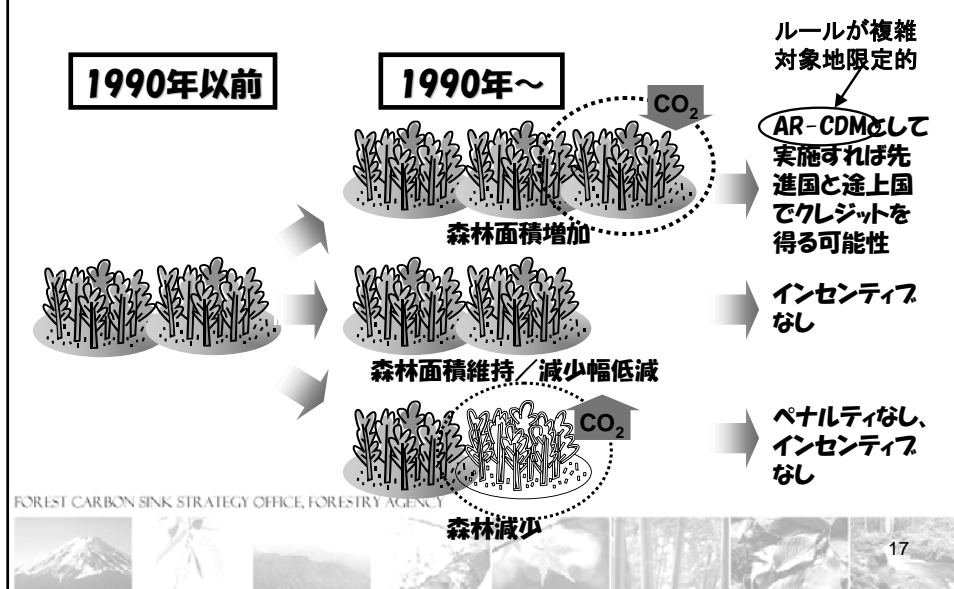 ルールが複雑
対象地限定的
1990年以前
1990年～
CO2
AR-CDMとして
実施すれば先
進国と途上国
でクレジットを
得る可能性
森林面積増加
インセンティブ
なし
森林面積維持／減少幅低減
CO2
ペナルティなし、
インセンティブ
なし
FOREST CARBON SINK STRATEGY OFFICE, FORESTRY AGENCY
森林減少
17